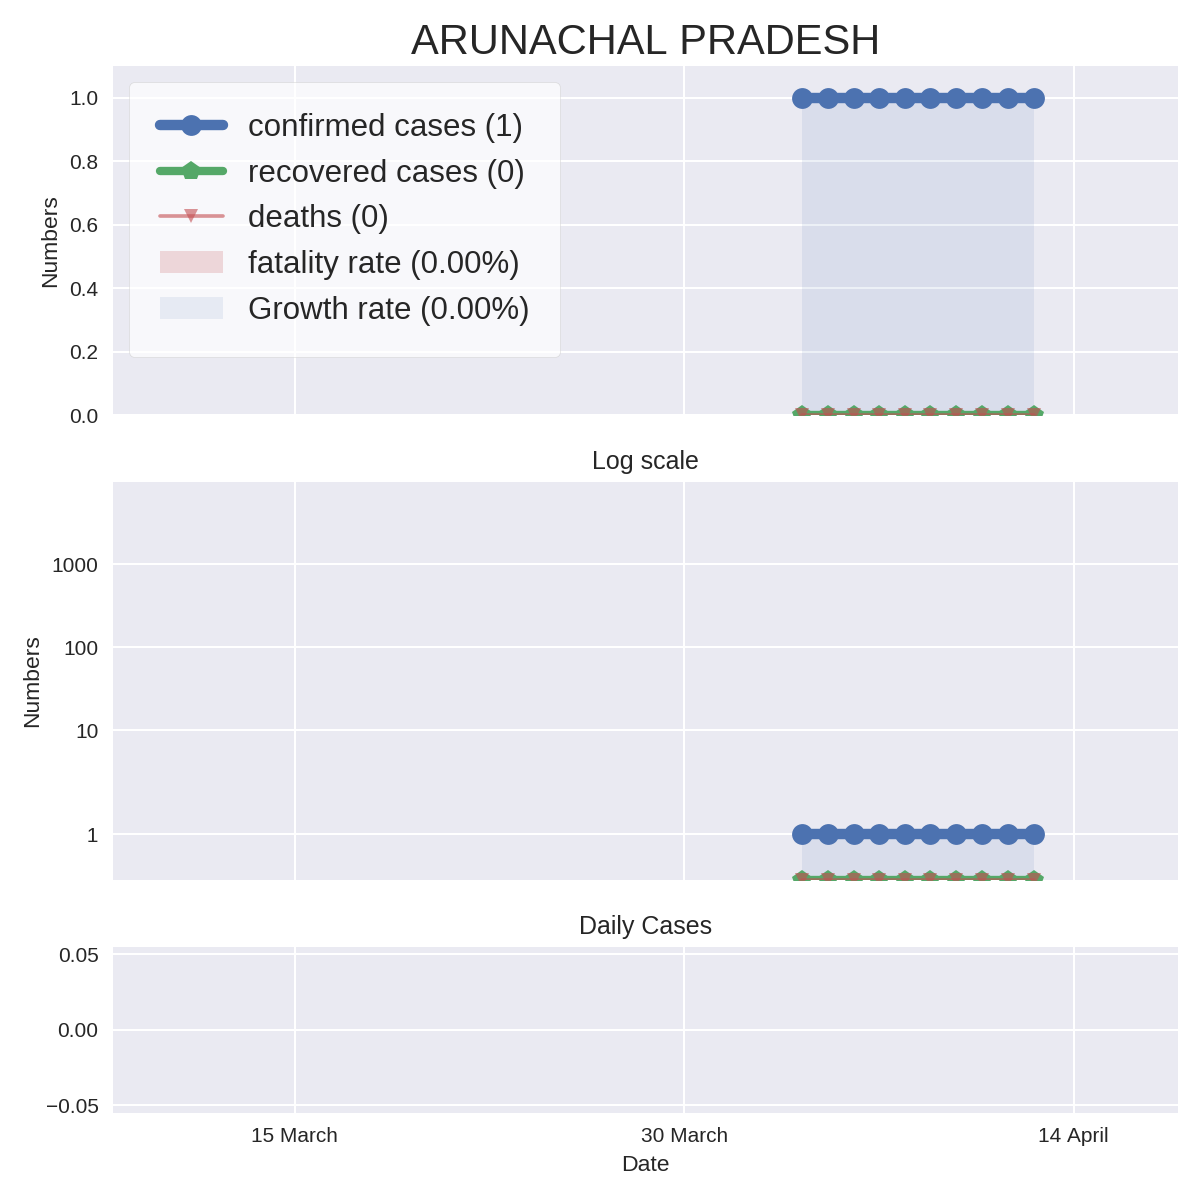 ARUNACHAL PRADESH
1.0
0.8
0.6
0.4
0.2
0.0
Numbers
confirmed cases (1)
recovered cases (0)
deaths (0)
fatality rate (0.00%)
Growth rate (0.00%)
Log scale
1000
100
10
1
Numbers
Daily Cases
0.05
0.00
−0.05
15 March
30 March
14 April
Date